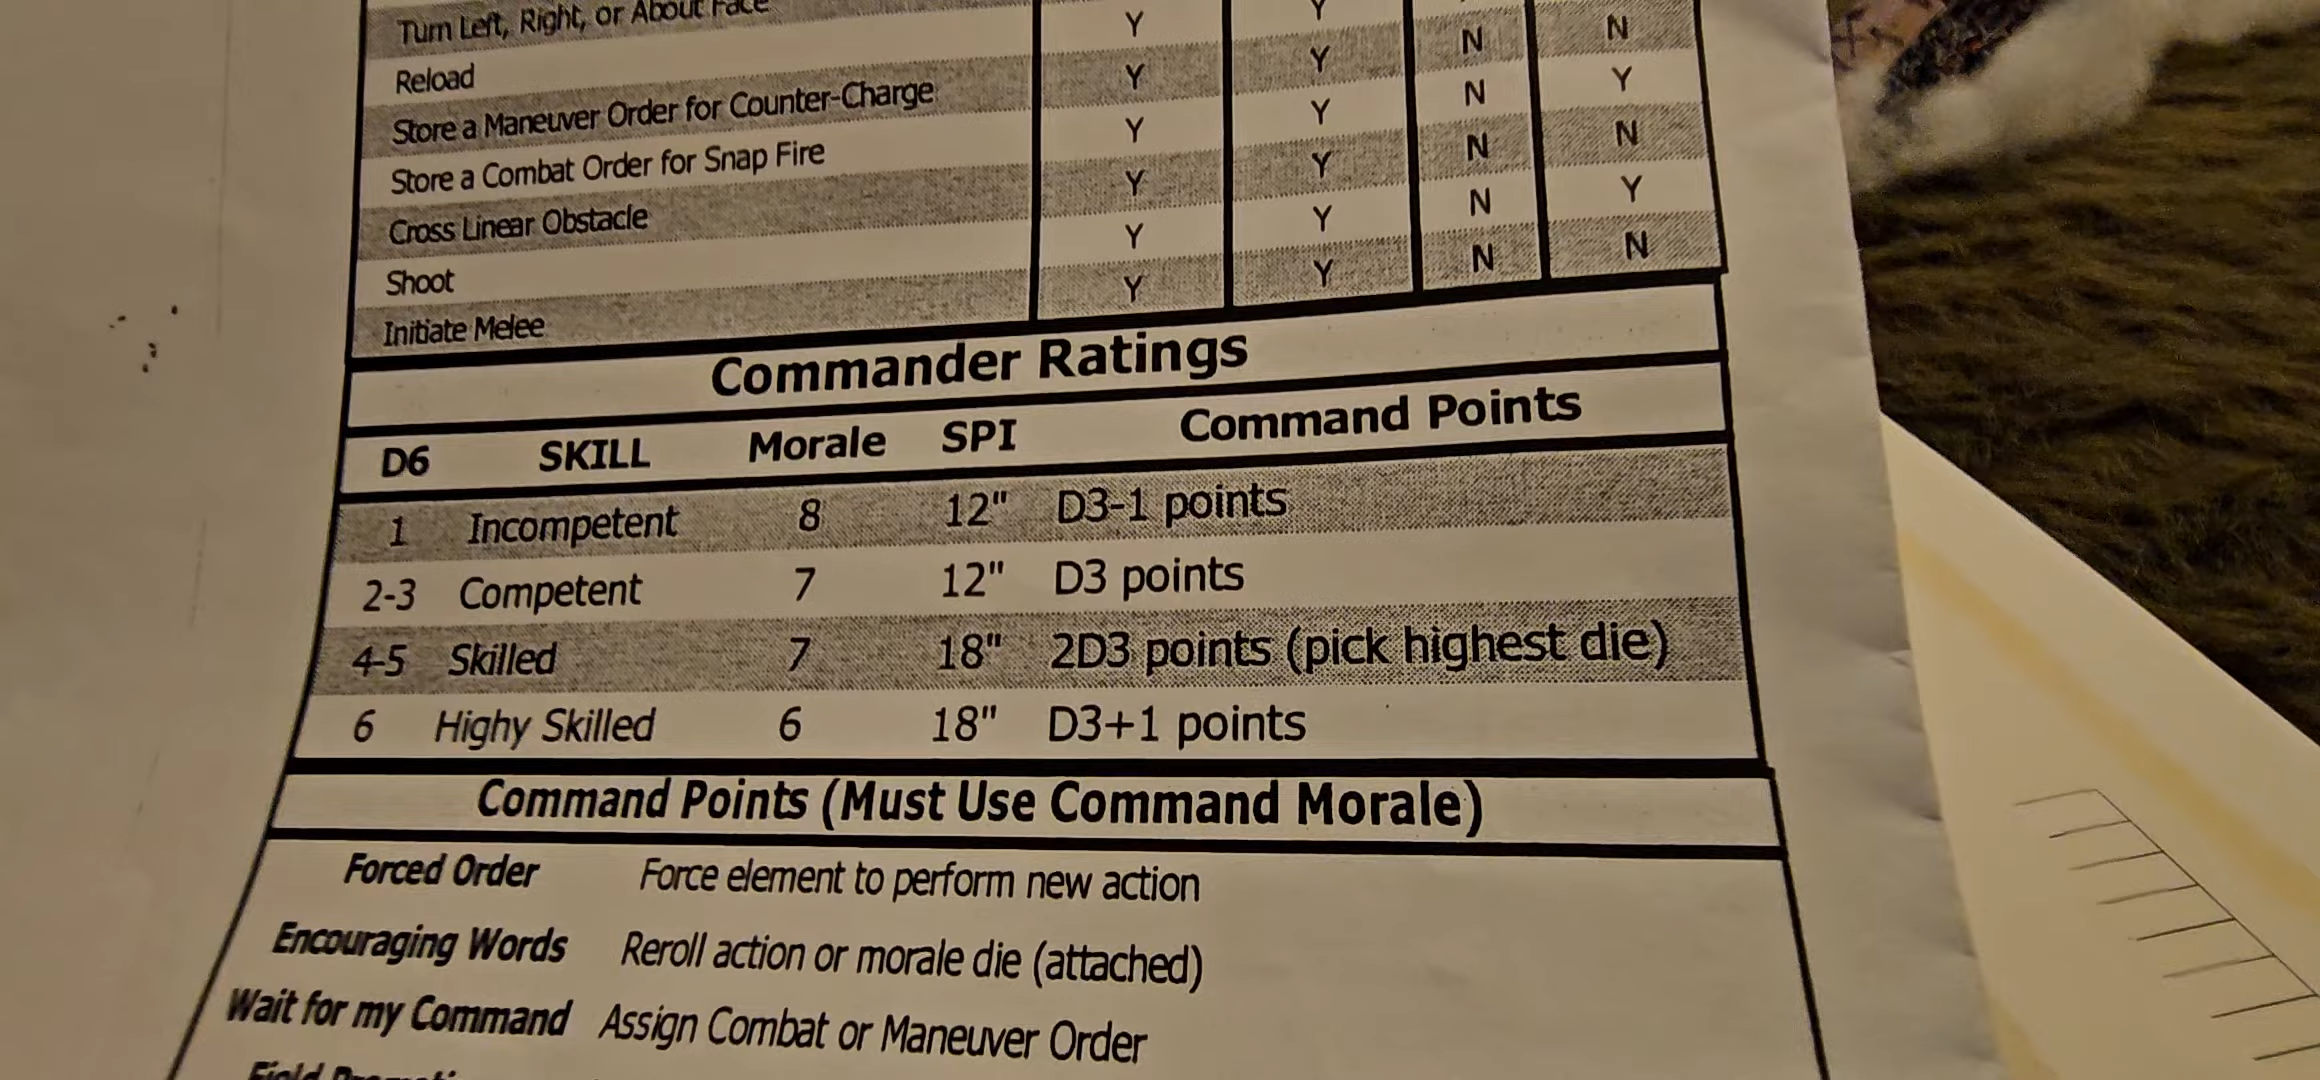 Turn Left, Right, or About Face
Reload Y Y
Store a Maneuver Order for Counter-Charge Y Y N N
Store a Combat Order for Snap Fire Y Y N Y
Cross Linear Obstacle Y Y N N
Shoot Y Y N Y
Initiate Melee Y Y N N
Commander Ratings
D6 SKILL Morale SPI Command Points
1 Incompetent 8 12" D3-1 points
2-3 Competent 7 12" D3 points
4-5 Skilled 7 18" 2D3 points (pick highest die)
6 Highy Skilled 6 18" D3+1 points
Command Points (Must Use Command Morale)
Forced Order Force element to perform new action
Encouraging Words Reroll action or morale die (attached)
Wait for my Command Assign Combat or Maneuver Order
Field